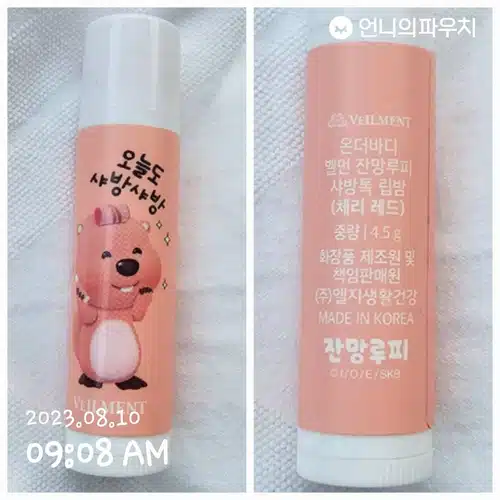 오늘도
샤방샤방
VEILMENT
2023.08.10
09:08 AM
언니의파우치
VEILMENT
온더바디
벨먼 잔망루피
샤방톡 립밤
(체리 레드)
중량 | 4.5 g
화장품 제조원 및
책임판매원
(주)엘지생활건강
MADE IN KOREA
잔망루피
© I / O / E / SKB